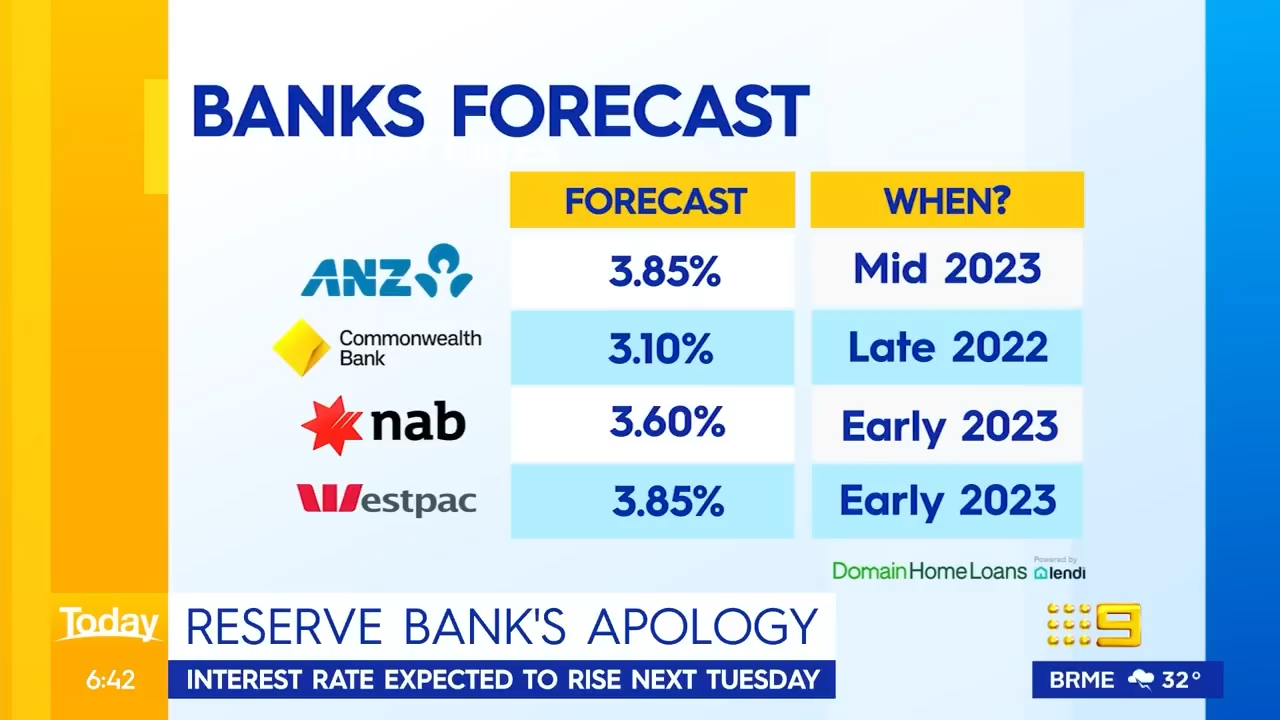 BANKS FORECAST
FORECAST WHEN?
ANZ 3.85% Mid 2023
Commonwealth
Bank 3.10% Late 2022
nab 3.60% Early 2023
Westpac 3.85% Early 2023
Powered by
DomainHomeLoans lendi
Today RESERVE BANK'S APOLOGY 9
6:42 INTEREST RATE EXPECTED TO RISE NEXT TUESDAY BRME 32°